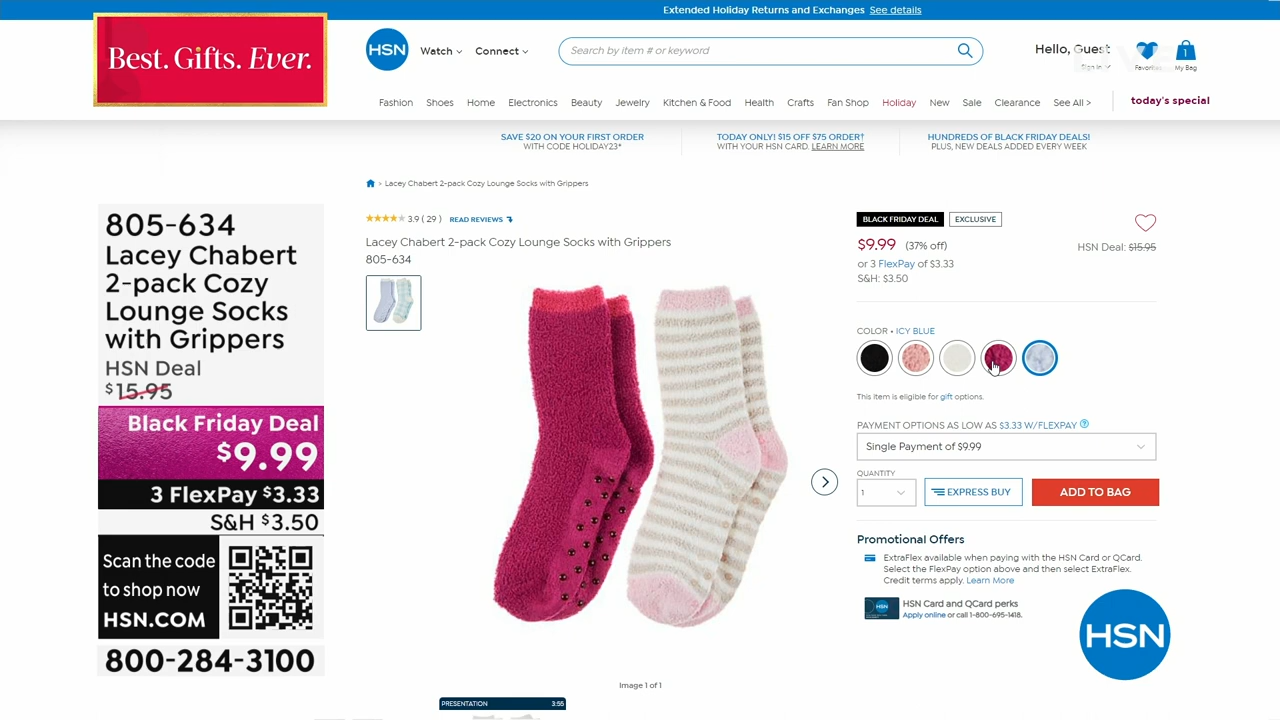 Extended Holiday Returns and Exchanges See details
Best. Gifts. Ever.
HSN
Watch
Connect
Search by item # or keyword
Hello, Guest
Sign In
Favorites
1
My Bag
Fashion Shoes Home Electronics Beauty Jewelry Kitchen & Food Health Crafts Fan Shop Holiday New Sale Clearance See All > today's special
SAVE $20 ON YOUR FIRST ORDER
WITH CODE HOLIDAY23*
TODAY ONLY! $15 OFF $75 ORDER†
WITH YOUR HSN CARD. LEARN MORE
HUNDREDS OF BLACK FRIDAY DEALS!
PLUS, NEW DEALS ADDED EVERY WEEK
> Lacey Chabert 2-pack Cozy Lounge Socks with Grippers
805-634
Lacey Chabert
2-pack Cozy
Lounge Socks
with Grippers
HSN Deal
$15.95
Black Friday Deal
$9.99
3 FlexPay $3.33
S&H $3.50
Scan the code
to shop now
HSN.COM
800-284-3100
3.9 ( 29 ) READ REVIEWS
Lacey Chabert 2-pack Cozy Lounge Socks with Grippers
805-634
Image 1 of 1
PRESENTATION 3:55
BLACK FRIDAY DEAL EXCLUSIVE
$9.99 (37% off)
HSN Deal: $15.95
or 3 FlexPay of $3.33
S&H: $3.50
COLOR • ICY BLUE
This item is eligible for gift options.
PAYMENT OPTIONS AS LOW AS $3.33 W/FLEXPAY ?
Single Payment of $9.99
QUANTITY
1
EXPRESS BUY
ADD TO BAG
Promotional Offers
ExtraFlex available when paying with the HSN Card or QCard.
Select the FlexPay option above and then select ExtraFlex.
Credit terms apply. Learn More
HSN
HSN Card and QCard perks
Apply online or call 1-800-695-1418.
HSN